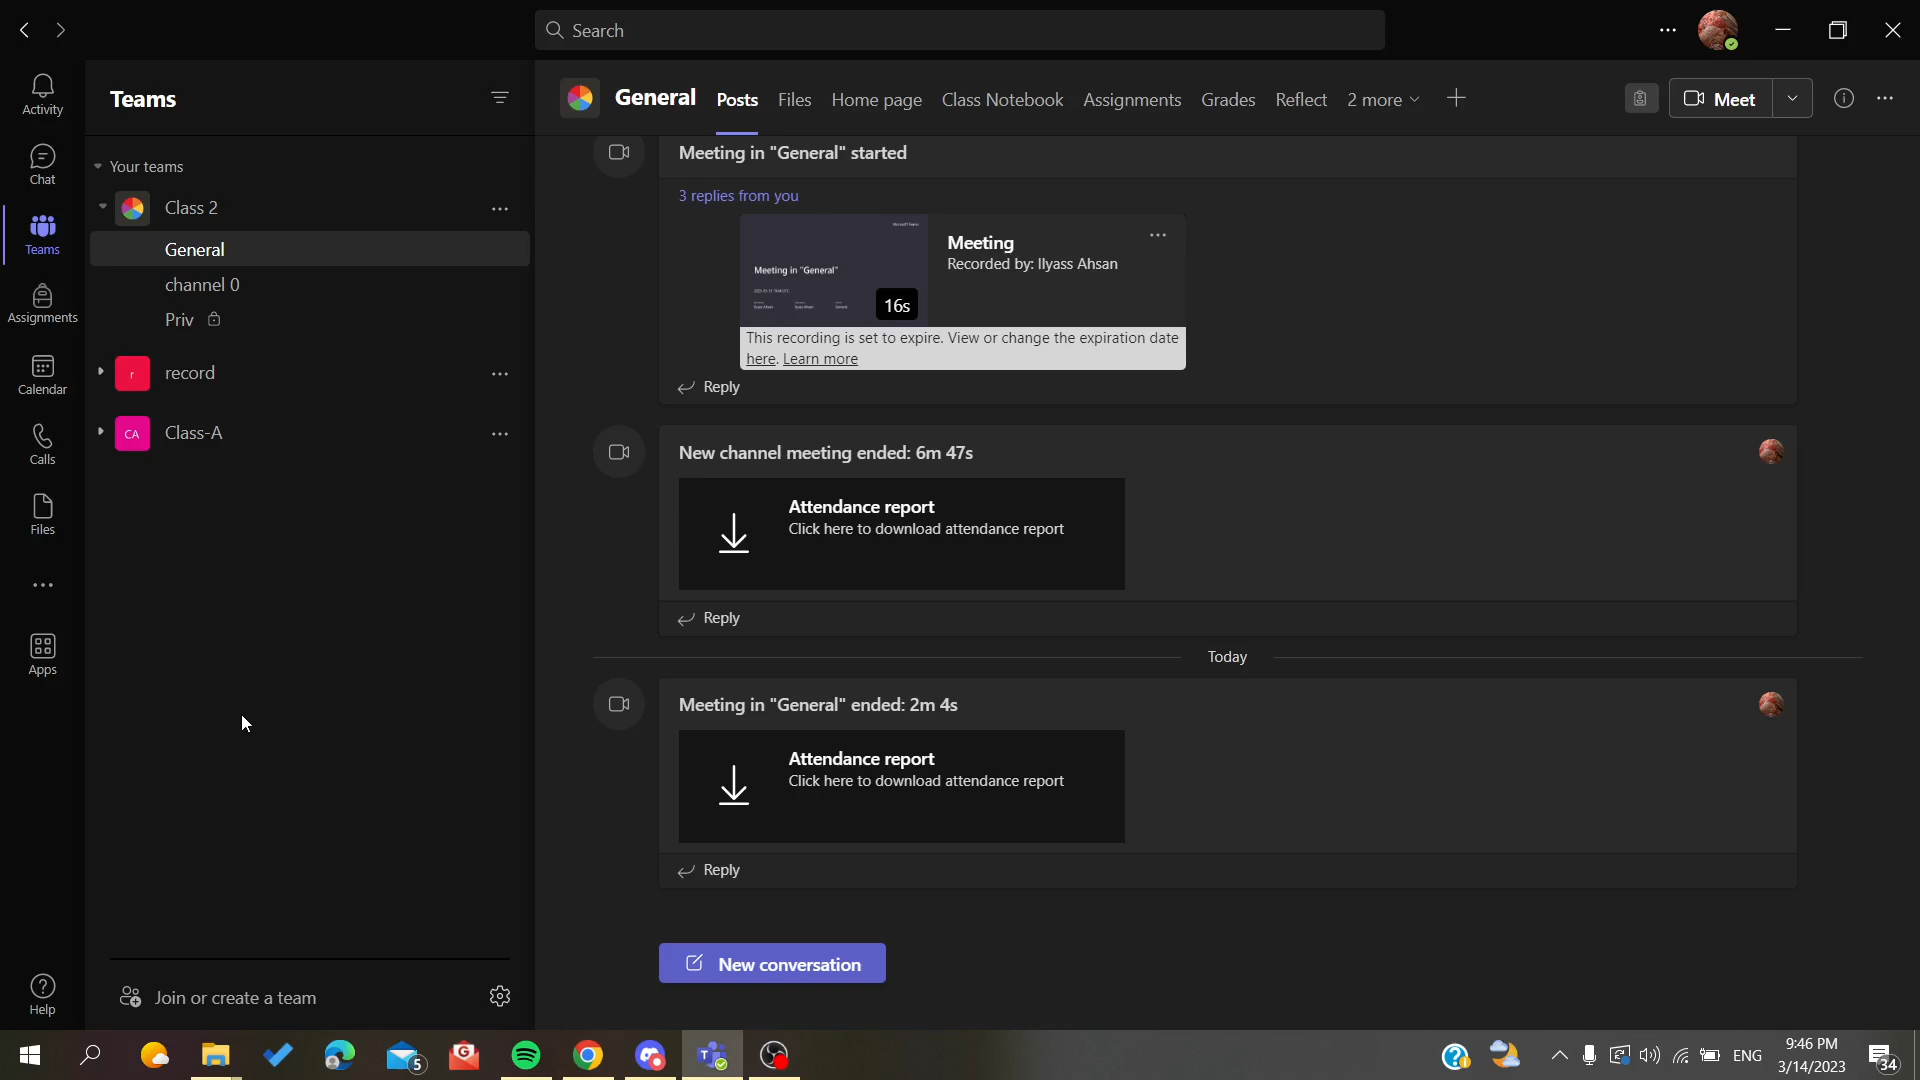 Search
Activity
Chat
Teams
Assignments
Calendar
Calls
Files
Apps
Help
Teams
Your teams
Class 2
General
channel 0
Priv
r
record
CA
Class-A
Join or create a team
General
Posts
Files
Home page
Class Notebook
Assignments
Grades
Reflect
2 more
Meet
Meeting in "General" started
3 replies from you
Microsoft Teams
Meeting in "General"
16s
Meeting
Recorded by: Ilyass Ahsan
This recording is set to expire. View or change the expiration date
here. Learn more
Reply
New channel meeting ended: 6m 47s
Attendance report
Click here to download attendance report
Reply
Today
Meeting in "General" ended: 2m 4s
Attendance report
Click here to download attendance report
Reply
New conversation
5
ENG
9:46 PM
3/14/2023
34